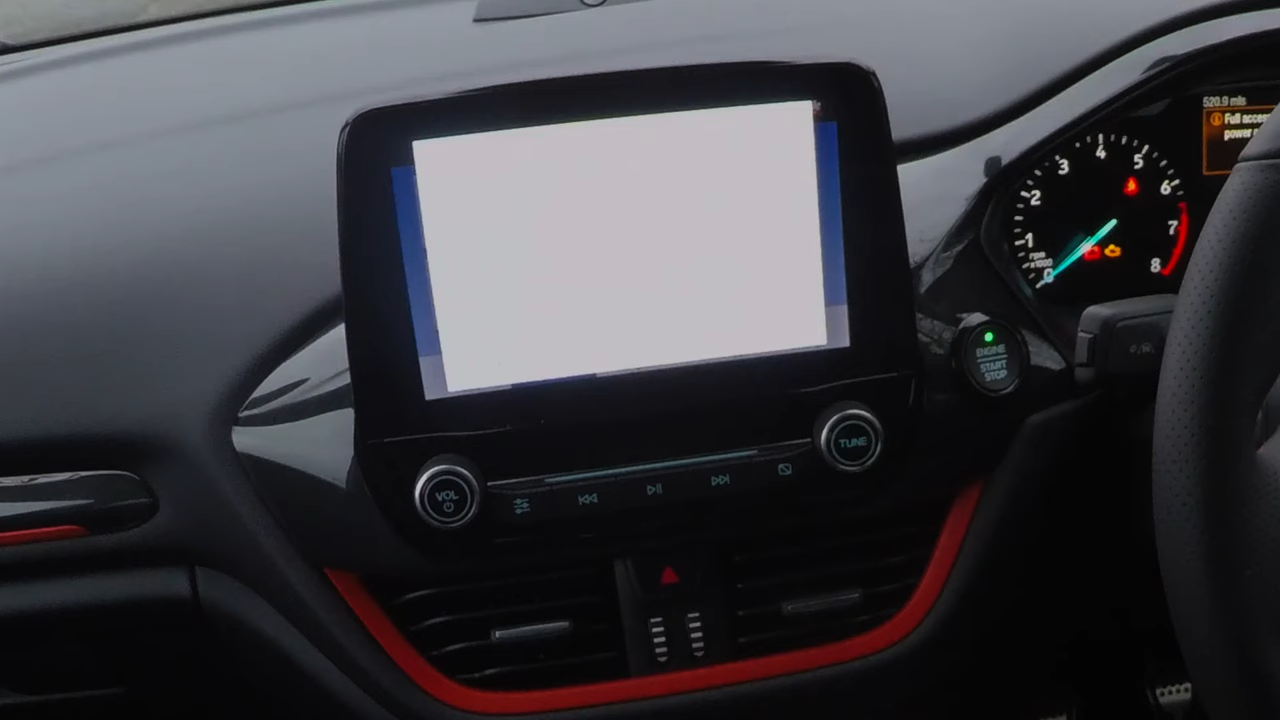 520.9 mls
Full access
power
1
2
3
4
5
6
7
8
0
rpm
x1000
ENGINE
START
STOP
VOL
TUNE